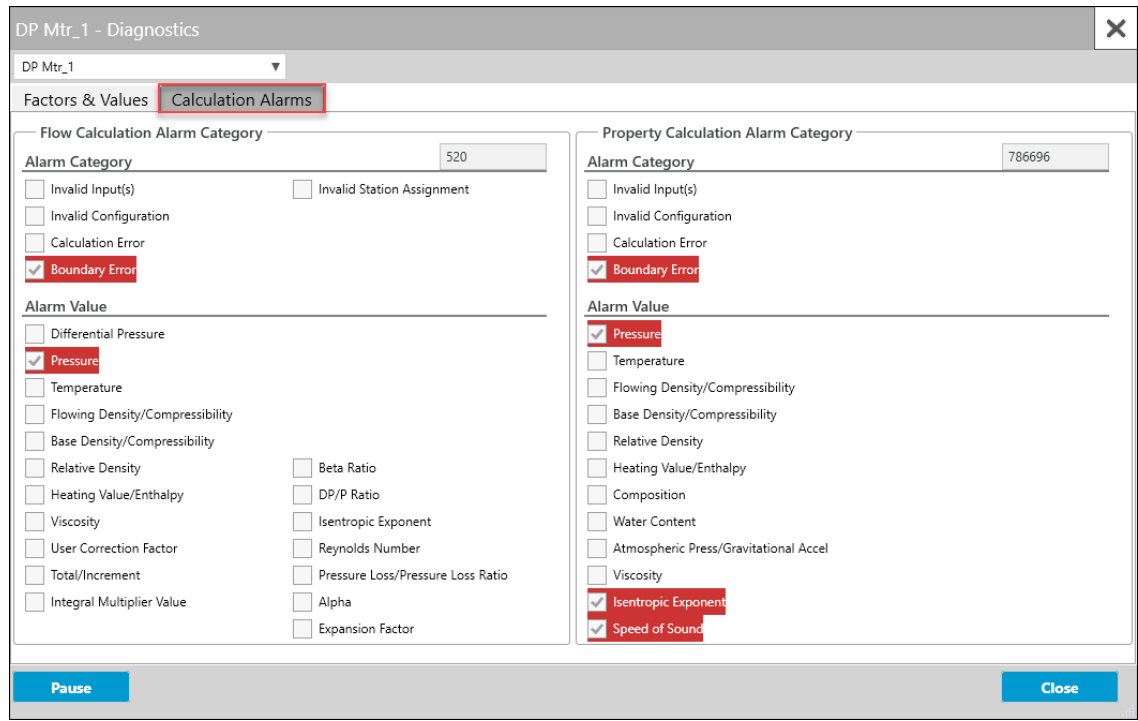 DP Mtr_1 - Diagnostics
DP Mtr_1
Factors & Values
Calculation Alarms
Flow Calculation Alarm Category
Alarm Category
520
Invalid Input(s)
Invalid Station Assignment
Invalid Configuration
Calculation Error
Boundary Error
Alarm Value
Differential Pressure
Pressure
Temperature
Flowing Density/Compressibility
Base Density/Compressibility
Relative Density
Beta Ratio
Heating Value/Enthalpy
DP/P Ratio
Viscosity
Isentropic Exponent
User Correction Factor
Reynolds Number
Total/Increment
Pressure Loss/Pressure Loss Ratio
Integral Multiplier Value
Alpha
Expansion Factor
Property Calculation Alarm Category
Alarm Category
786696
Invalid Input(s)
Invalid Configuration
Calculation Error
Boundary Error
Alarm Value
Pressure
Temperature
Flowing Density/Compressibility
Base Density/Compressibility
Relative Density
Heating Value/Enthalpy
Composition
Water Content
Atmospheric Press/Gravitational Accel
Viscosity
Isentropic Exponent
Speed of Sound
Pause
Close